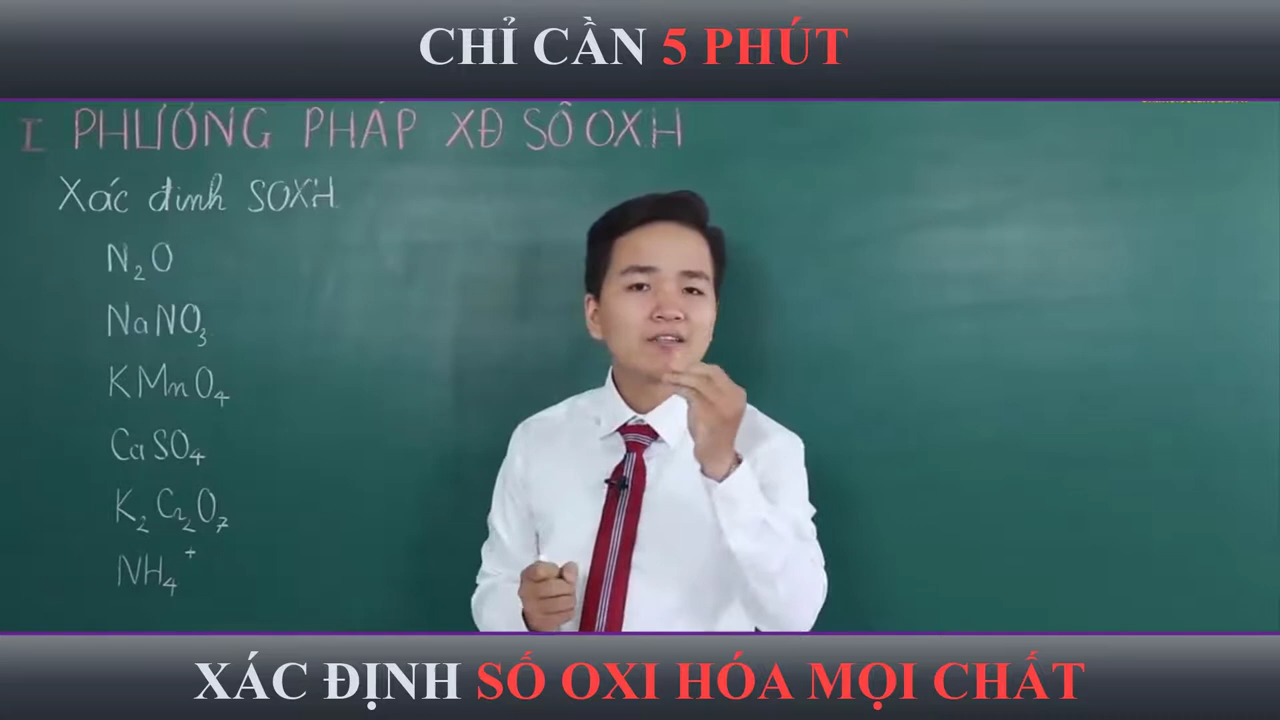 CHỈ CẦN 5 PHÚT
I PHƯƠNG PHÁP XĐ SỐ OXH
Xác định SOXH
N₂O
NaNO₃
KMnO₄
CaSO₄
K₂Cr₂O₇
NH₄⁺
XÁC ĐỊNH SỐ OXI HÓA MỌI CHẤT